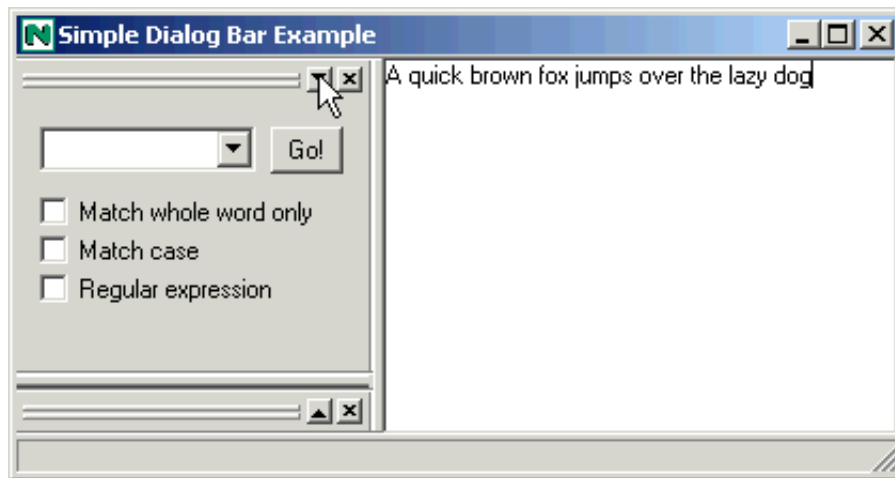 Simple Dialog Bar Example
A quick brown fox jumps over the lazy dog
Go!
Match whole word only
Match case
Regular expression